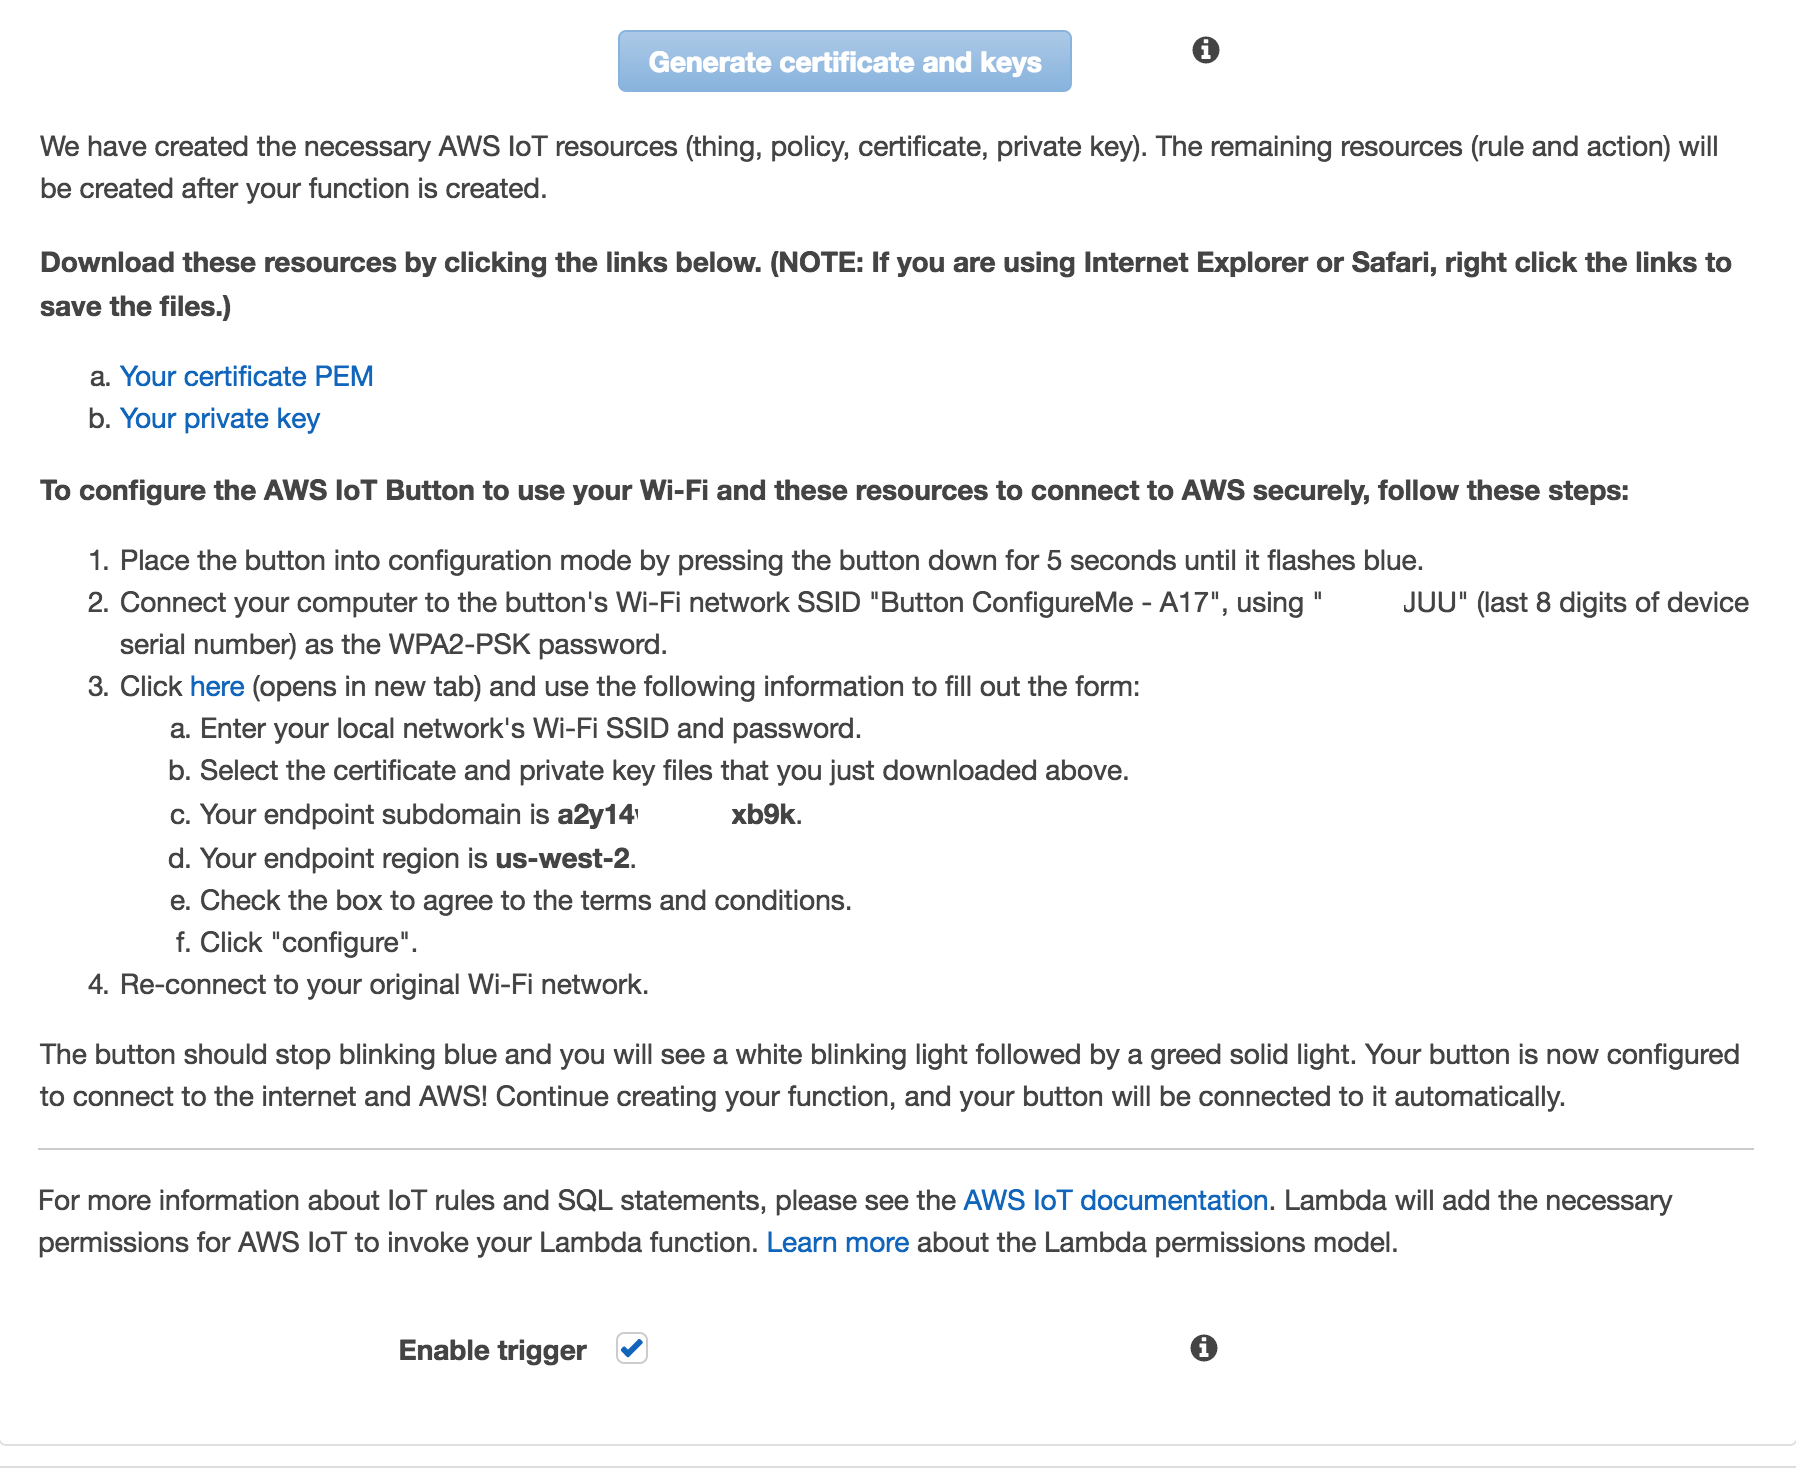 Generate certificate and keys
We have created the necessary AWS IoT resources (thing, policy, certificate, private key). The remaining resources (rule and action) will
be created after your function is created.
Download these resources by clicking the links below. (NOTE: If you are using Internet Explorer or Safari, right click the links to
save the files.)
a. Your certificate PEM
b. Your private key
To configure the AWS IoT Button to use your Wi-Fi and these resources to connect to AWS securely, follow these steps:
1. Place the button into configuration mode by pressing the button down for 5 seconds until it flashes blue.
2. Connect your computer to the button's Wi-Fi network SSID "Button ConfigureMe - A17", using " JUU" (last 8 digits of device
serial number) as the WPA2-PSK password.
3. Click here (opens in new tab) and use the following information to fill out the form:
a. Enter your local network's Wi-Fi SSID and password.
b. Select the certificate and private key files that you just downloaded above.
c. Your endpoint subdomain is a2y14 xb9k.
d. Your endpoint region is us-west-2.
e. Check the box to agree to the terms and conditions.
f. Click "configure".
4. Re-connect to your original Wi-Fi network.
The button should stop blinking blue and you will see a white blinking light followed by a greed solid light. Your button is now configured
to connect to the internet and AWS! Continue creating your function, and your button will be connected to it automatically.
For more information about IoT rules and SQL statements, please see the AWS IoT documentation. Lambda will add the necessary
permissions for AWS IoT to invoke your Lambda function. Learn more about the Lambda permissions model.
Enable trigger